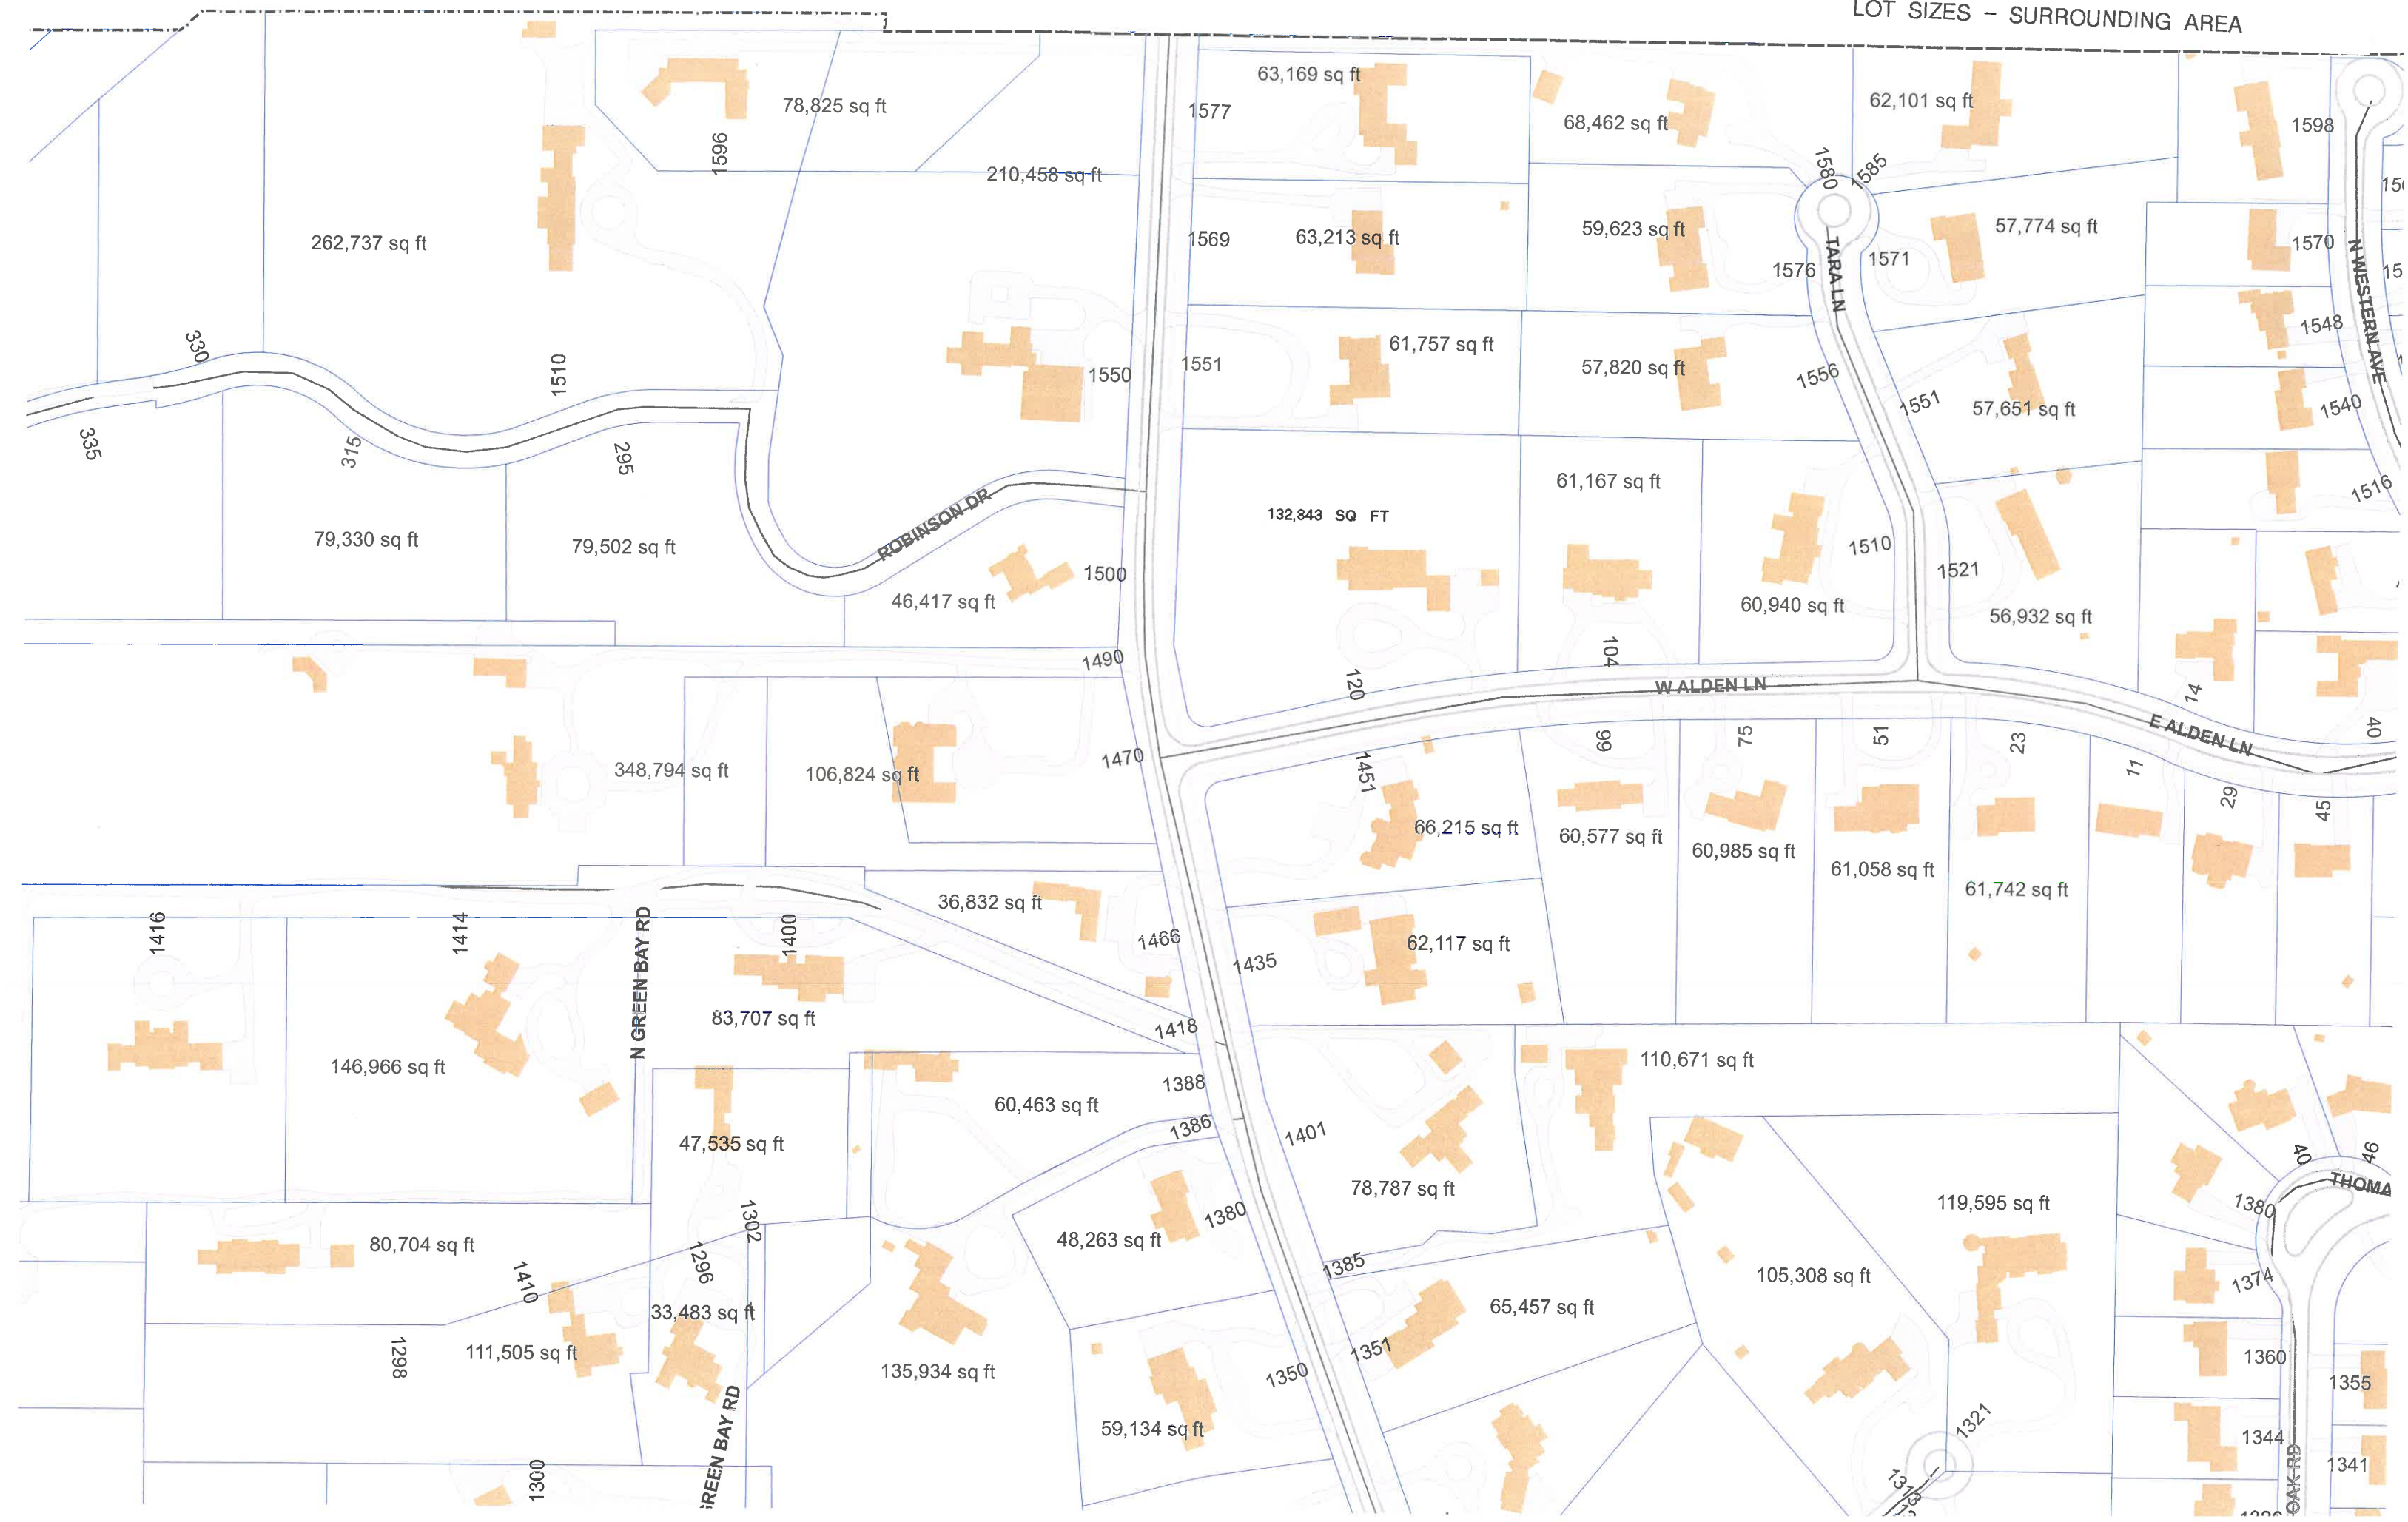 LOT SIZES - SURROUNDING AREA
63,169 sq ft
78,825 sq ft
62,101 sq ft
1577
68,462 sq ft
1598
1596
210,458 sq ft
1580
1585
262,737 sq ft
1569
63,213 sq ft
59,623 sq ft
57,774 sq ft
1570
N WESTERN AVE
TARA LN
1576
1571
330
1510
1550
1551
61,757 sq ft
57,820 sq ft
1556
1551
57,651 sq ft
1548
1540
335
315
295
132,843 SQ FT
61,167 sq ft
1516
ROBINSON DR
79,330 sq ft
79,502 sq ft
1500
46,417 sq ft
1510
1521
60,940 sq ft
56,932 sq ft
1490
120
104
W ALDEN LN
14
E ALDEN LN
40
1470
1451
99
75
51
23
11
29
45
348,794 sq ft
106,824 sq ft
66,215 sq ft
60,577 sq ft
60,985 sq ft
61,058 sq ft
61,742 sq ft
36,832 sq ft
1416
1414
1400
1466
1435
62,117 sq ft
N GREEN BAY RD
83,707 sq ft
1418
146,966 sq ft
1388
60,463 sq ft
110,671 sq ft
47,535 sq ft
1386
1401
40
46
THOMA
78,787 sq ft
119,595 sq ft
1380
1302
1380
80,704 sq ft
48,263 sq ft
1410
1296
1385
105,308 sq ft
1374
33,483 sq ft
65,457 sq ft
1298
111,505 sq ft
135,934 sq ft
1350
1351
1360
1355
59,134 sq ft
1321
1344
1341
1300
GREEN BAY RD
1313
OAK RD